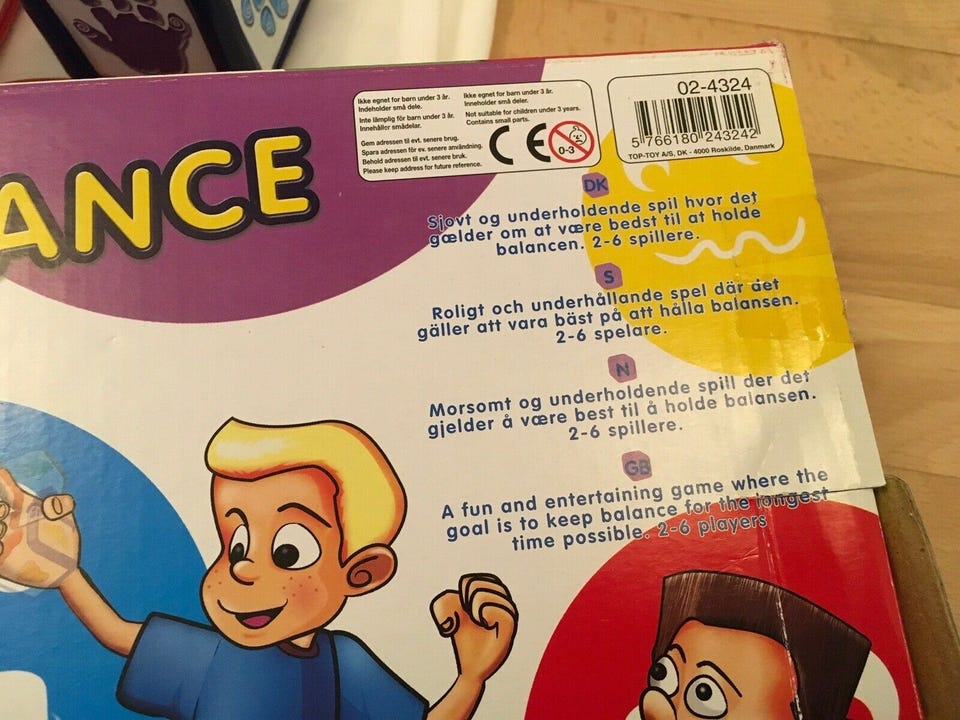 ANCE
Ikke egnet for børn under 3 år.
Indeholder små dele.
Inte lämplig för barn under 3 år.
Innehåller smådelar.
Ikke egnet for barn under 3 år.
Inneholder små deler.
Not suitable for children under 3 years.
Contains small parts.
Gem adressen til evt. senere brug.
Spara adressen för ev. senere användning.
Behold adressen til evt. senere bruk.
Please keep address for future reference.
CE
0-3
02-4324
5 766180 243242
TOP-TOY A/S, DK - 4000 Roskilde, Danmark
DK
Sjovt og underholdende spil hvor det
gælder om at være bedst til at holde
balancen. 2-6 spillere.
S
Roligt och underhållande spel där det
gäller att vara bäst på att hålla balansen.
2-6 spelare.
N
Morsomt og underholdende spill der det
gjelder å være best til å holde balansen.
2-6 spillere.
GB
A fun and entertaining game where the
goal is to keep balance for the longest
time possible. 2-6 players